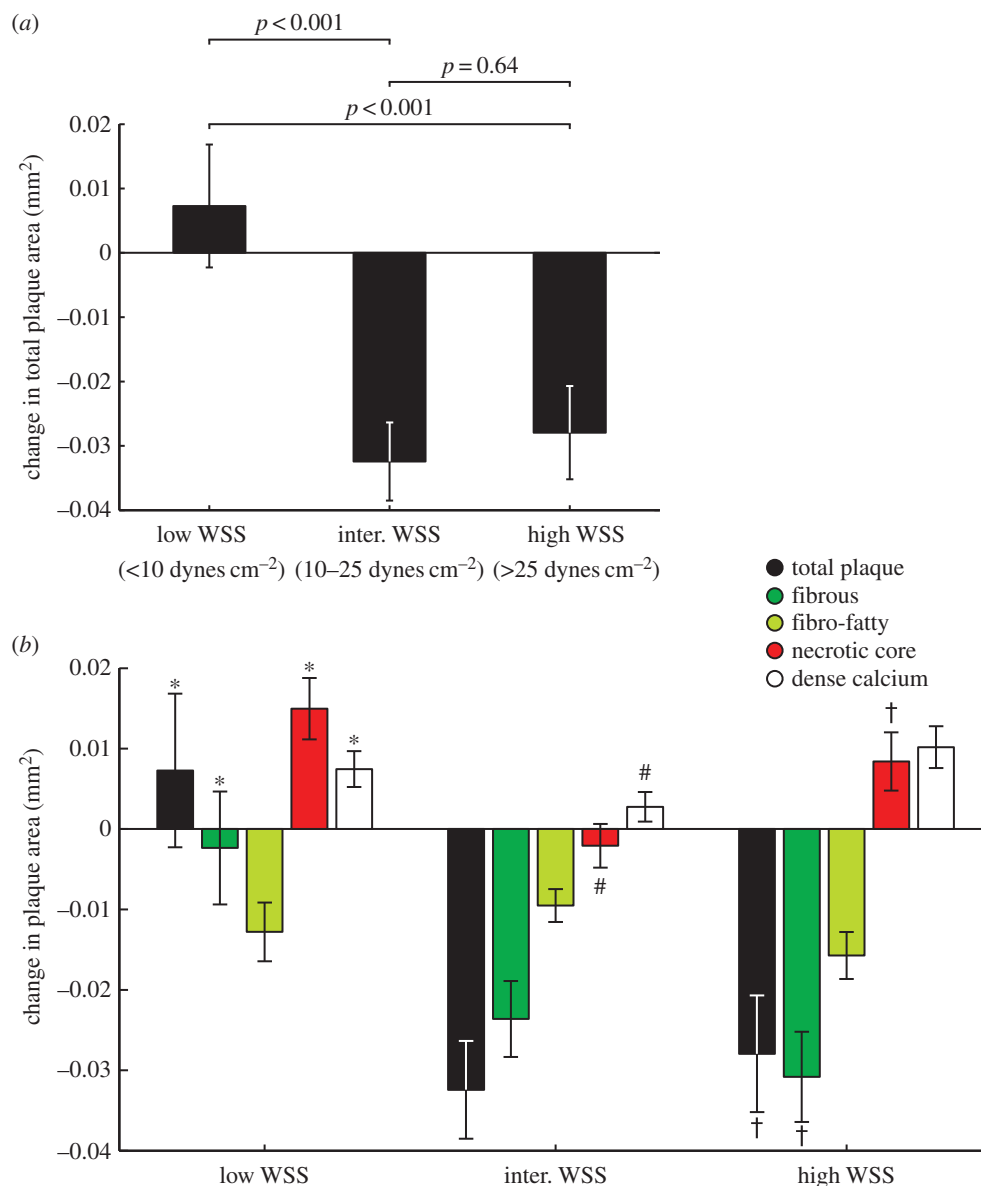 (a)
p < 0.001
p = 0.64
p < 0.001
change in total plaque area (mm²)
0.02
0.01
0
–0.01
–0.02
–0.03
–0.04
low WSS inter. WSS high WSS
(<10 dynes cm⁻²) (10–25 dynes cm⁻²) (>25 dynes cm⁻²)
total plaque
fibrous
fibro-fatty
necrotic core
dense calcium
(b)
change in plaque area (mm²)
0.02
0.01
0
–0.01
–0.02
–0.03
–0.04
* * * *
# #
† † †
low WSS inter. WSS high WSS